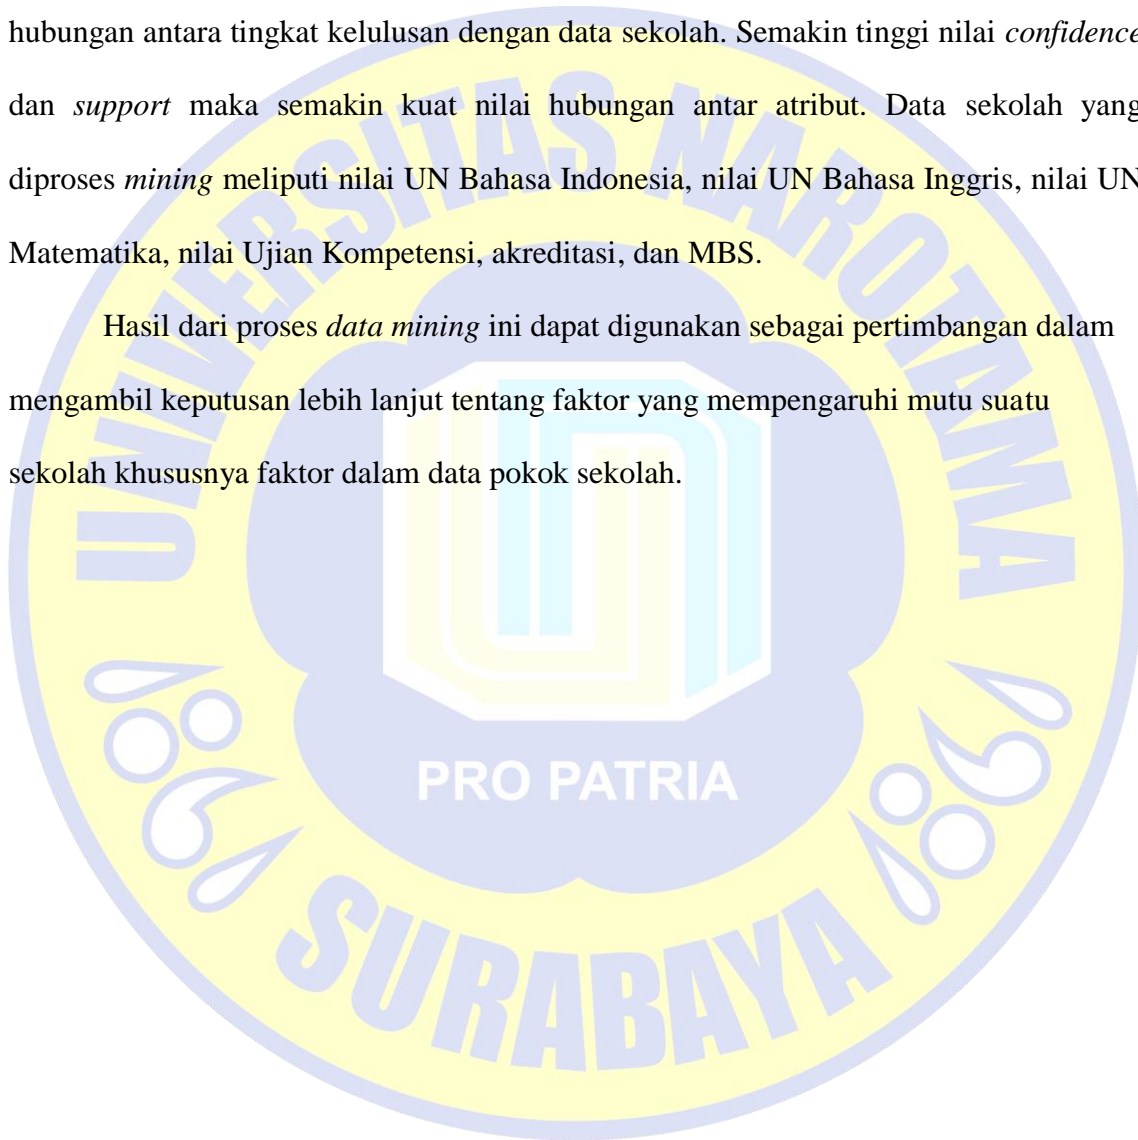 hubungan antara tingkat kelulusan dengan data sekolah. Semakin tinggi nilai confidence
dan support maka semakin kuat nilai hubungan antar atribut. Data sekolah yang
diproses mining meliputi nilai UN Bahasa Indonesia, nilai UN Bahasa Inggris, nilai UN
Matematika, nilai Ujian Kompetensi, akreditasi, dan MBS.
Hasil dari proses data mining ini dapat digunakan sebagai pertimbangan dalam
mengambil keputusan lebih lanjut tentang faktor yang mempengaruhi mutu suatu
sekolah khususnya faktor dalam data pokok sekolah.
UNIVERSITAS NAROTAMA
PRO PATRIA
SURABAYA